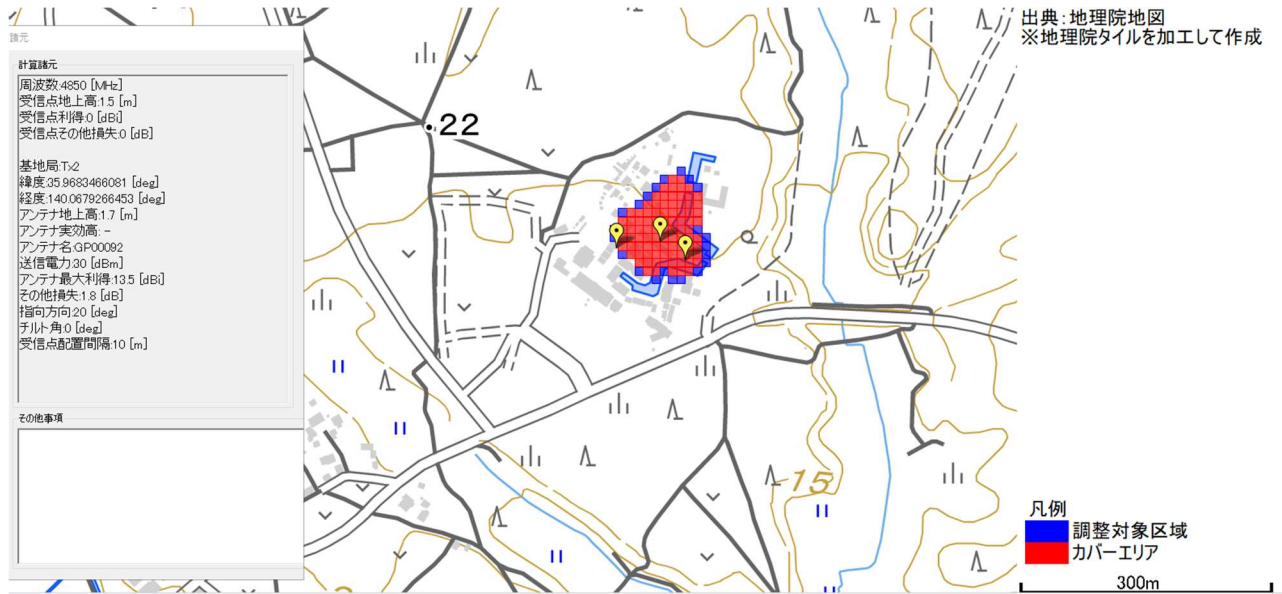 諸元
計算諸元
周波数:4850 [MHz]
受信点地上高:1.5 [m]
受信点利得:0 [dBi]
受信点その他損失:0 [dB]
基地局:Tx2
緯度:35.9683466081 [deg]
経度:140.0679266453 [deg]
アンテナ地上高:1.7 [m]
アンテナ実効高: -
アンテナ名:GP00092
送信電力:30 [dBm]
アンテナ最大利得:13.5 [dBi]
その他損失:1.8 [dB]
指向方向:20 [deg]
チルト角:0 [deg]
受信点配置間隔:10 [m]
その他事項
22
15
出典:地理院地図
※地理院タイルを加工して作成
凡例
調整対象区域
カバーエリア
300m